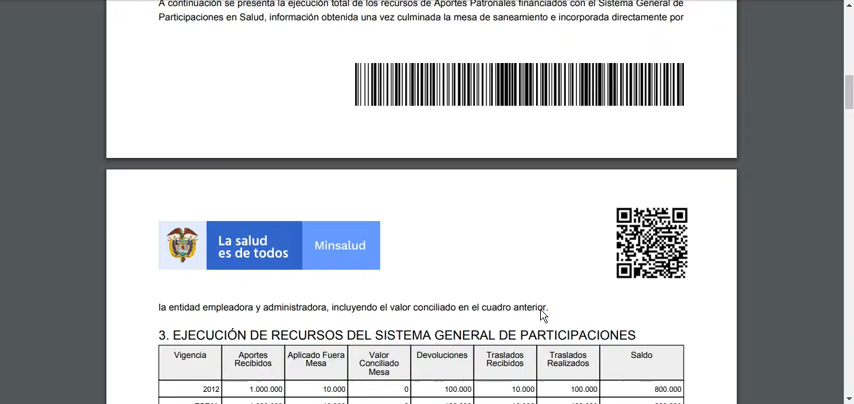 A continuación se presenta la ejecución total de los recursos de Aportes Patronales financiados con el Sistema General de
Participaciones en Salud, información obtenida una vez culminada la mesa de saneamiento e incorporada directamente por
La salud
es de todos
Minsalud
la entidad empleadora y administradora, incluyendo el valor conciliado en el cuadro anterior.
3. EJECUCIÓN DE RECURSOS DEL SISTEMA GENERAL DE PARTICIPACIONES
Vigencia Aportes Recibidos Aplicado Fuera Mesa Valor Conciliado Mesa Devoluciones Traslados Recibidos Traslados Realizados Saldo
2012 1.000.000 10.000 0 100.000 10.000 100.000 800.000